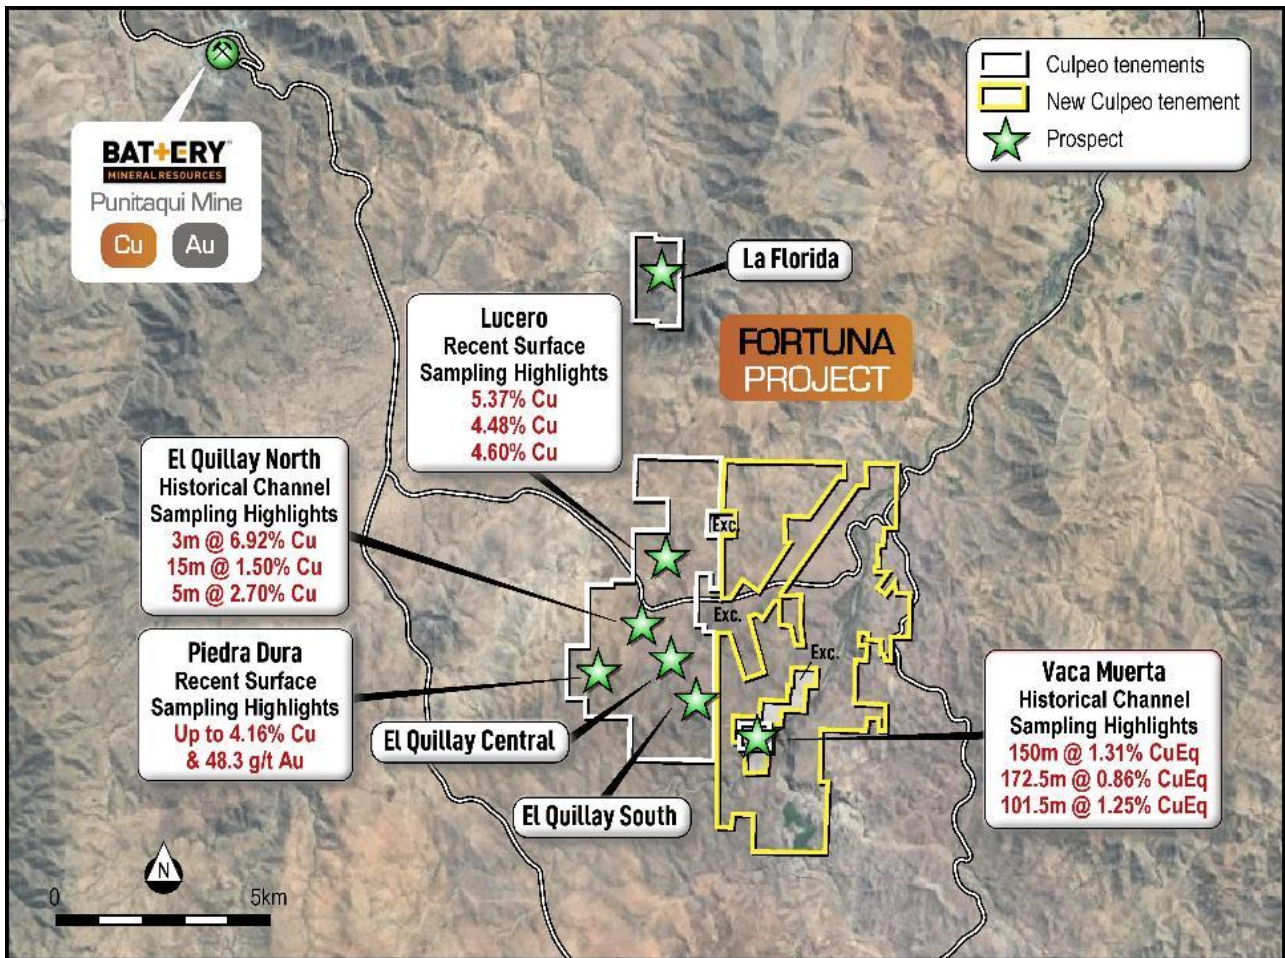 Culpeo tenements
New Culpeo tenement
Prospect
BATTERY
MINERAL RESOURCES
Punitaqui Mine
Cu
Au
La Florida
FORTUNA
PROJECT
Lucero
Recent Surface
Sampling Highlights
5.37% Cu
4.48% Cu
4.60% Cu
El Quillay North
Historical Channel
Sampling Highlights
3m @ 6.92% Cu
15m @ 1.50% Cu
5m @ 2.70% Cu
Exc.
Exc.
Exc.
Piedra Dura
Recent Surface
Sampling Highlights
Up to 4.16% Cu
& 48.3 g/t Au
El Quillay Central
El Quillay South
Vaca Muerta
Historical Channel
Sampling Highlights
150m @ 1.31% CuEq
172.5m @ 0.86% CuEq
101.5m @ 1.25% CuEq
N
0
5km